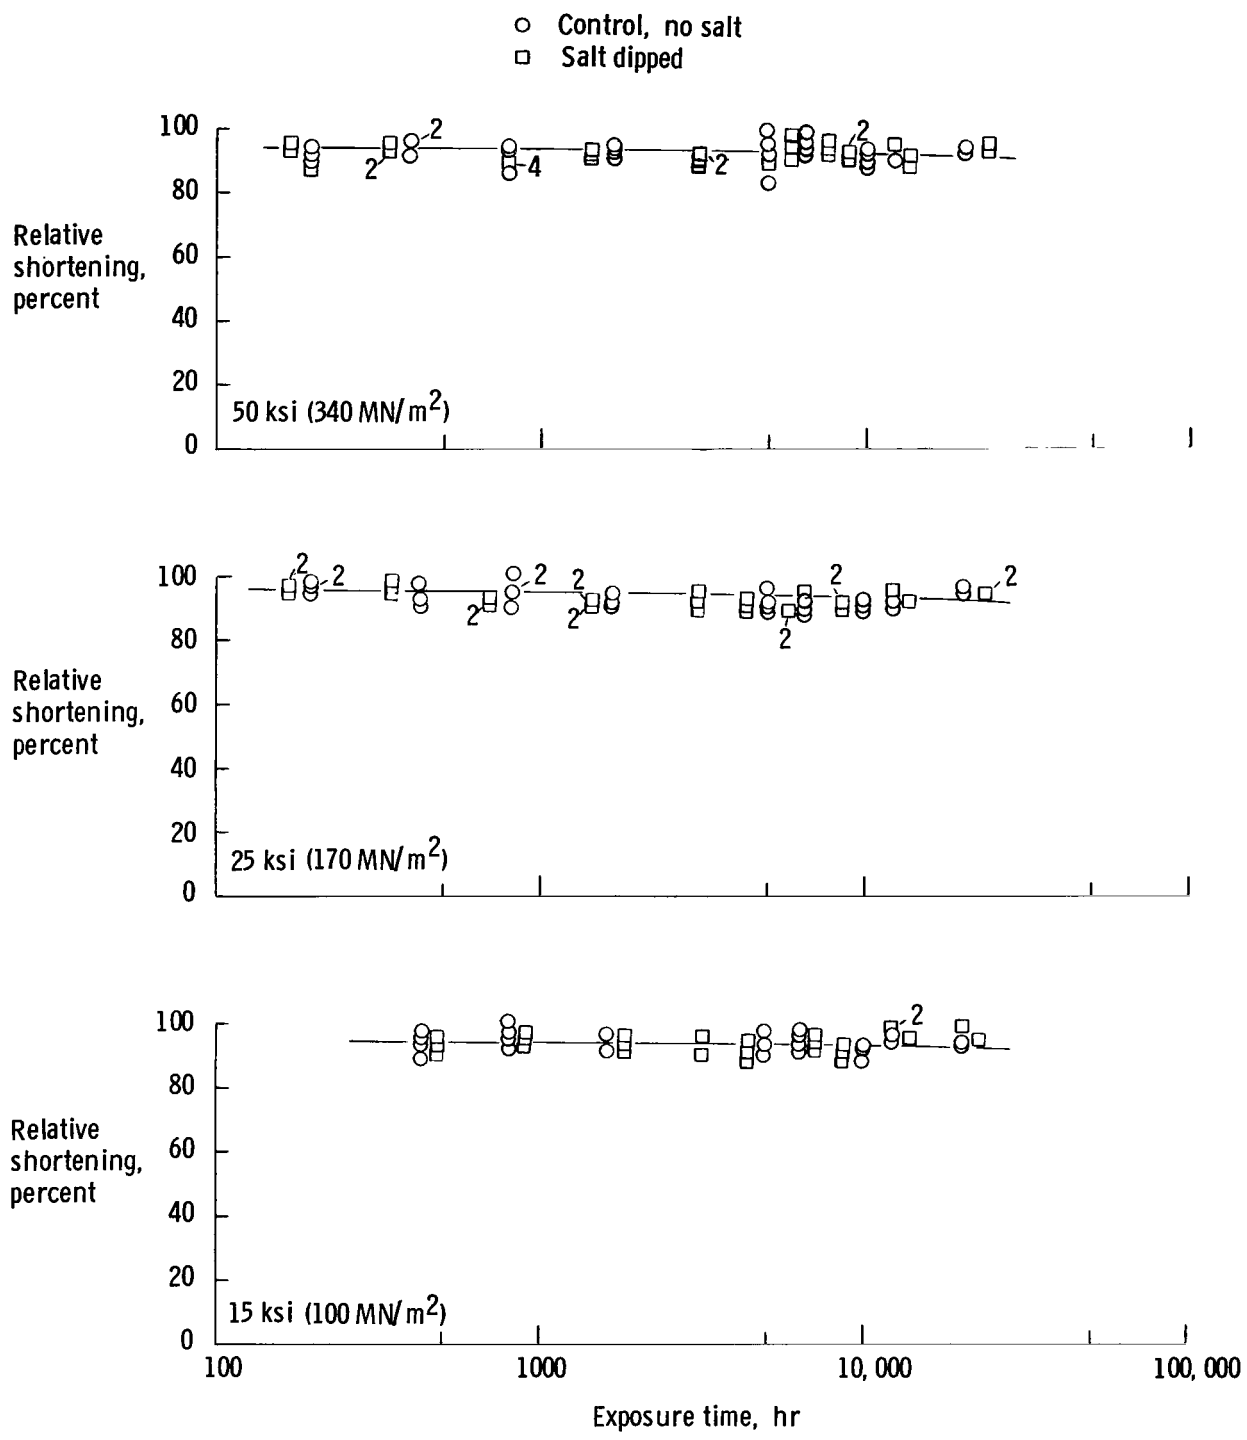 Control, no salt
Salt dipped
100
80
60
40
20
0
Relative
shortening,
percent
2
2
4
2
2
50 ksi (340 MN/m²)
100
80
60
40
20
0
Relative
shortening,
percent
2
2
2
2
2
2
2
2
2
25 ksi (170 MN/m²)
100
80
60
40
20
0
Relative
shortening,
percent
2
15 ksi (100 MN/m²)
100
1000
10,000
100,000
Exposure time, hr